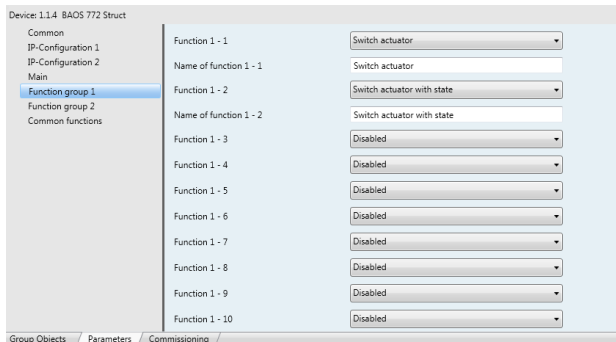 Device: 1.1.4 BAOS 772 Struct
Common
IP-Configuration 1
IP-Configuration 2
Main
Function group 1
Function group 2
Common functions
Function 1 - 1 Switch actuator
Name of function 1 - 1 Switch actuator
Function 1 - 2 Switch actuator with state
Name of function 1 - 2 Switch actuator with state
Function 1 - 3 Disabled
Function 1 - 4 Disabled
Function 1 - 5 Disabled
Function 1 - 6 Disabled
Function 1 - 7 Disabled
Function 1 - 8 Disabled
Function 1 - 9 Disabled
Function 1 - 10 Disabled
Group Objects / Parameters / Commissioning /